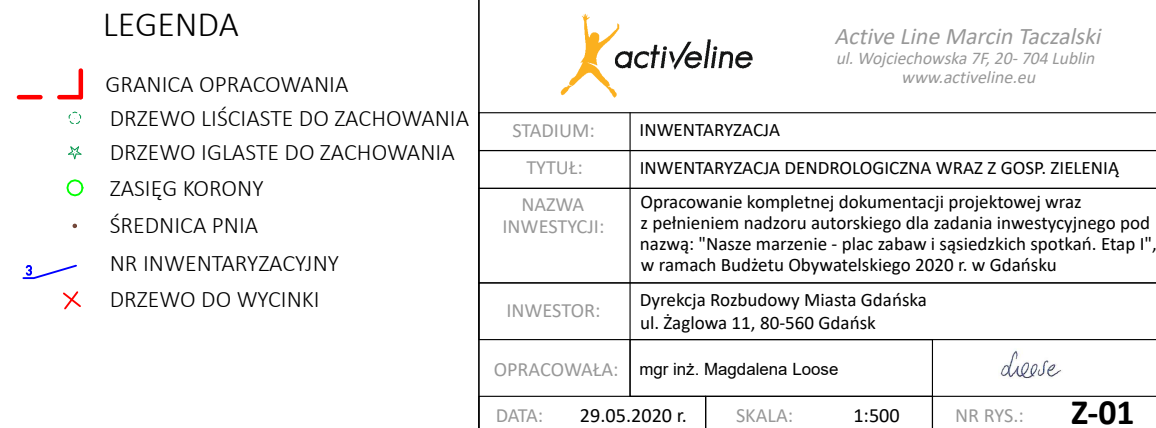 LEGENDA
GRANICA OPRACOWANIA
DRZEWO LIŚCIASTE DO ZACHOWANIA
DRZEWO IGLASTE DO ZACHOWANIA
ZASIĘG KORONY
ŚREDNICA PNIA
3 NR INWENTARYZACYJNY
DRZEWO DO WYCINKI
activeline
Active Line Marcin Taczalski
ul. Wojciechowska 7F, 20- 704 Lublin
www.activeline.eu
STADIUM: INWENTARYZACJA
TYTUŁ: INWENTARYZACJA DENDROLOGICZNA WRAZ Z GOSP. ZIELENIĄ
NAZWA INWESTYCJI:
Opracowanie kompletnej dokumentacji projektowej wraz
z pełnieniem nadzoru autorskiego dla zadania inwestycyjnego pod
nazwą: "Nasze marzenie - plac zabaw i sąsiedzkich spotkań. Etap I",
w ramach Budżetu Obywatelskiego 2020 r. w Gdańsku
INWESTOR:
Dyrekcja Rozbudowy Miasta Gdańska
ul. Żaglowa 11, 80-560 Gdańsk
OPRACOWAŁA: mgr inż. Magdalena Loose Loose
DATA: 29.05.2020 r. SKALA: 1:500 NR RYS.: Z-01